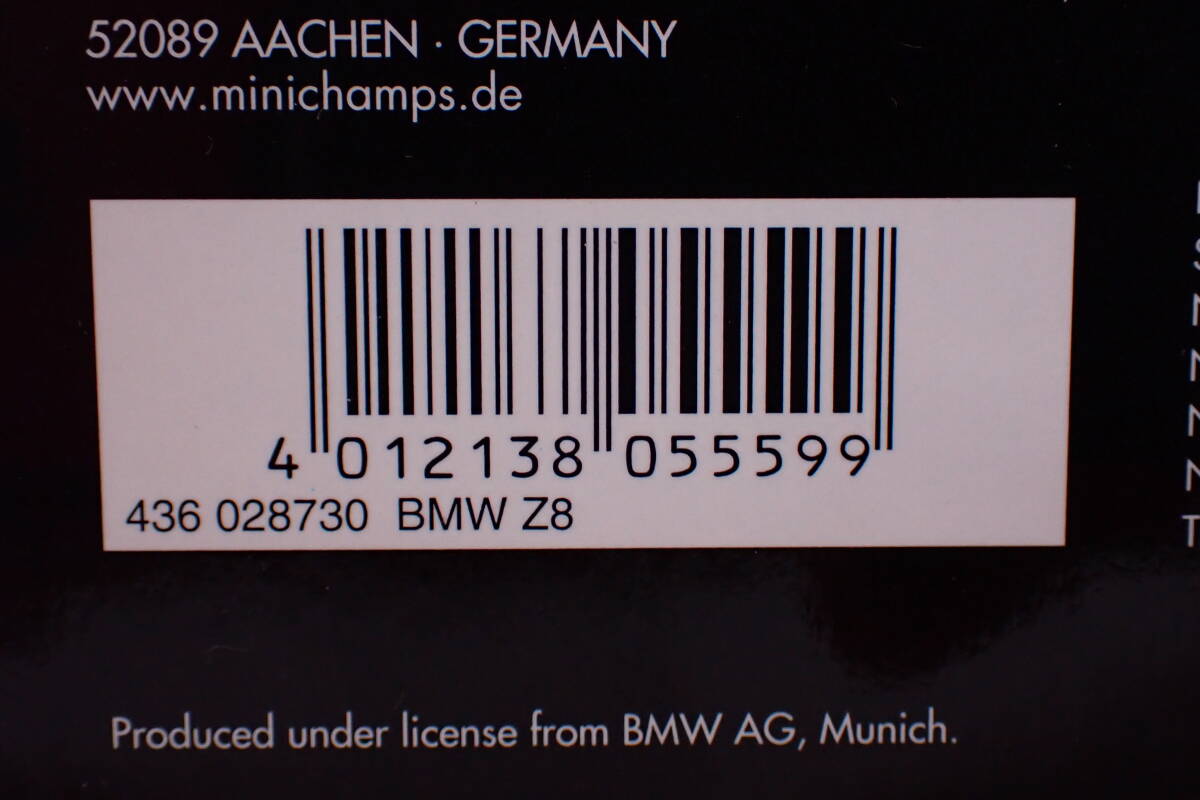 52089 AACHEN · GERMANY
www.minichamps.de
4 012138 055599
436 028730 BMW Z8
Produced under license from BMW AG, Munich.